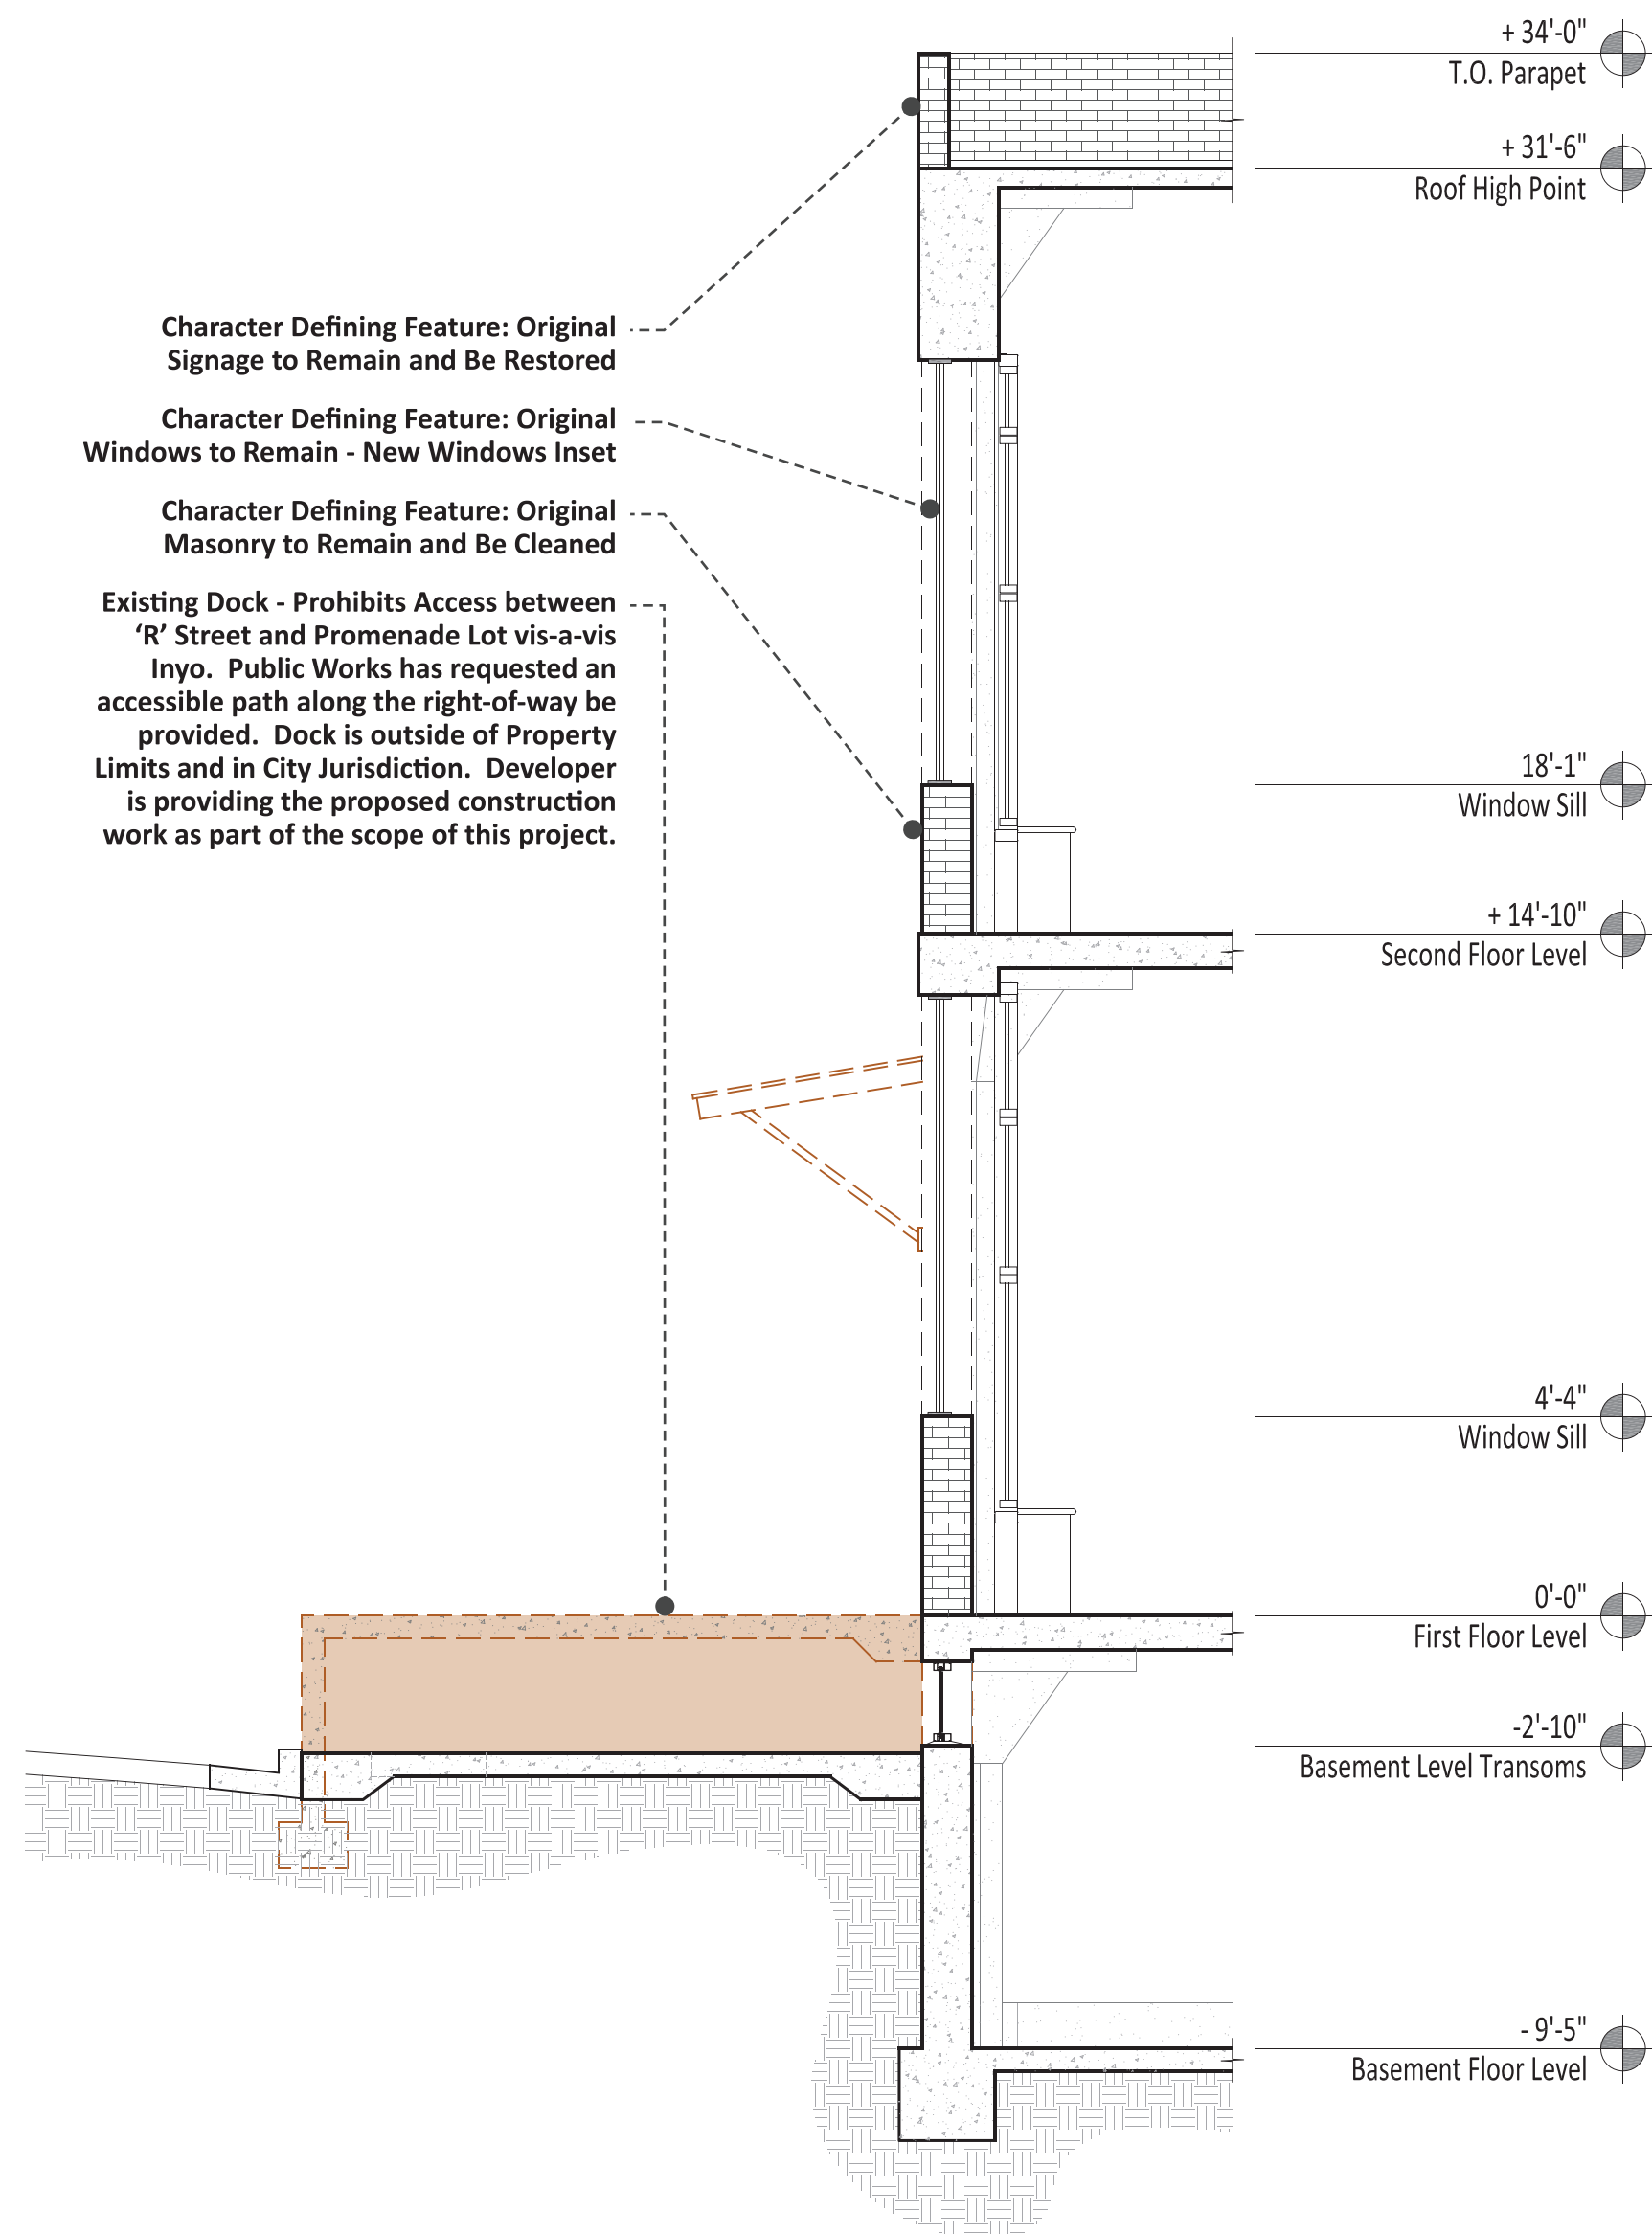 + 34'-0"
T.O. Parapet
+ 31'-6"
Roof High Point
Character Defining Feature: Original
Signage to Remain and Be Restored
Character Defining Feature: Original
Windows to Remain - New Windows Inset
Character Defining Feature: Original
Masonry to Remain and Be Cleaned
Existing Dock - Prohibits Access between
‘R’ Street and Promenade Lot vis-a-vis
Inyo.  Public Works has requested an
accessible path along the right-of-way be
provided.  Dock is outside of Property
Limits and in City Jurisdiction.  Developer
is providing the proposed construction
work as part of the scope of this project.
18'-1"
Window Sill
+ 14'-10"
Second Floor Level
4'-4"
Window Sill
0'-0"
First Floor Level
-2'-10"
Basement Level Transoms
- 9'-5"
Basement Floor Level